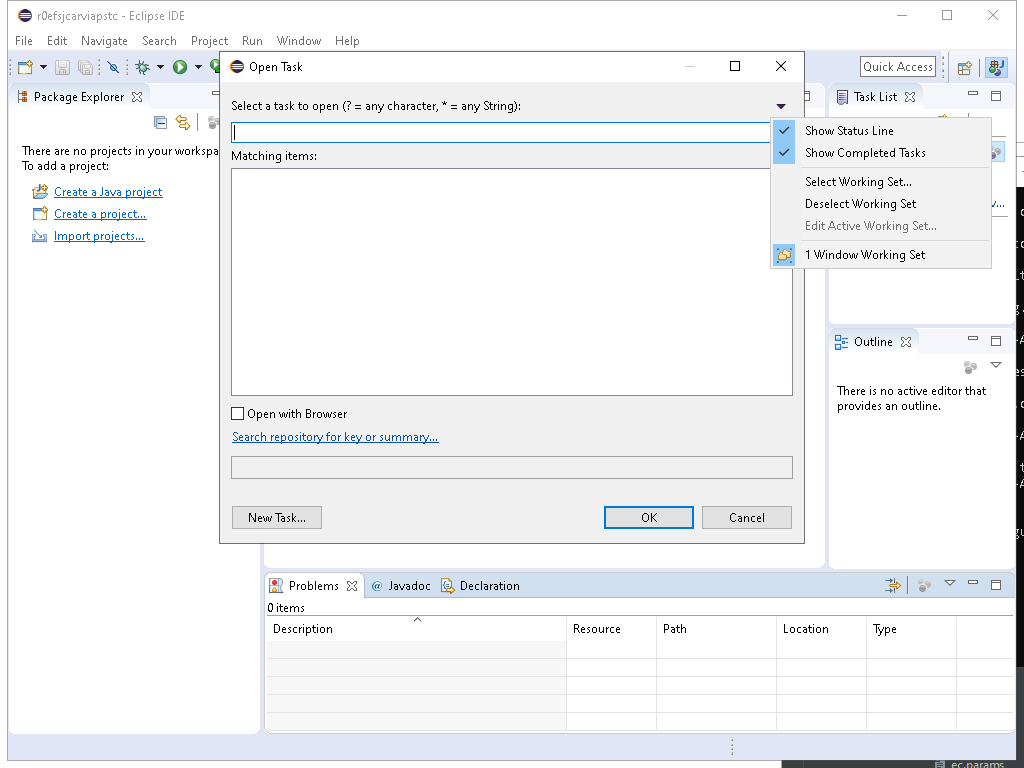 r0efsjcarviapstc - Eclipse IDE
File Edit Navigate Search Project Run Window Help
Quick Access
Open Task
Package Explorer
Task List
Select a task to open (? = any character, * = any String):
Matching items:
There are no projects in your workspa
To add a project:
Create a Java project
Create a project...
Import projects...
Show Status Line
Show Completed Tasks
Select Working Set...
Deselect Working Set
Edit Active Working Set...
1 Window Working Set
Outline
There is no active editor that
provides an outline.
Open with Browser
Search repository for key or summary...
New Task...
OK
Cancel
Problems
@ Javadoc
Declaration
0 items
Description Resource Path Location Type
ec.params